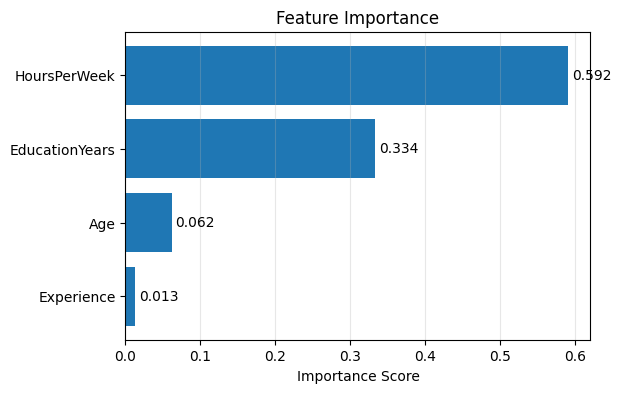 Feature Importance
HoursPerWeek 0.592
EducationYears 0.334
Age 0.062
Experience 0.013
0.0 0.1 0.2 0.3 0.4 0.5 0.6
Importance Score